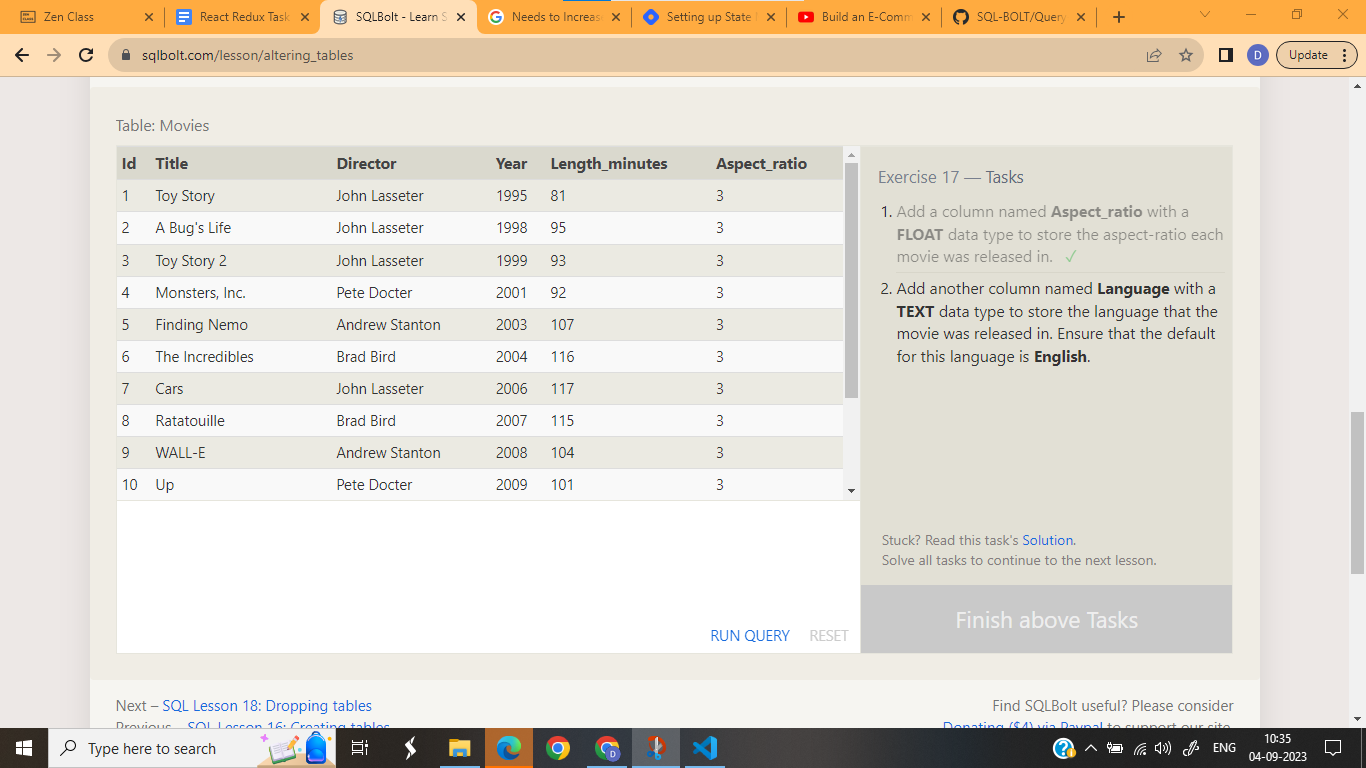 Zen Class
React Redux Task
SQLBolt - Learn S
Needs to Increas
Setting up State
Build an E-Comm
SQL-BOLT/Query
sqlbolt.com/lesson/altering_tables
D
Update
Table: Movies
Id Title Director Year Length_minutes Aspect_ratio
1 Toy Story John Lasseter 1995 81 3
2 A Bug's Life John Lasseter 1998 95 3
3 Toy Story 2 John Lasseter 1999 93 3
4 Monsters, Inc. Pete Docter 2001 92 3
5 Finding Nemo Andrew Stanton 2003 107 3
6 The Incredibles Brad Bird 2004 116 3
7 Cars John Lasseter 2006 117 3
8 Ratatouille Brad Bird 2007 115 3
9 WALL-E Andrew Stanton 2008 104 3
10 Up Pete Docter 2009 101 3
RUN QUERY RESET
Exercise 17 — Tasks
1. Add a column named Aspect_ratio with a
FLOAT data type to store the aspect-ratio each
movie was released in. ✓
2. Add another column named Language with a
TEXT data type to store the language that the
movie was released in. Ensure that the default
for this language is English.
Stuck? Read this task's Solution.
Solve all tasks to continue to the next lesson.
Finish above Tasks
Next – SQL Lesson 18: Dropping tables
Previous – SQL Lesson 16: Creating tables
Find SQLBolt useful? Please consider
Donating ($4) via Paypal to support our site.
Type here to search
D
ENG
10:35
04-09-2023